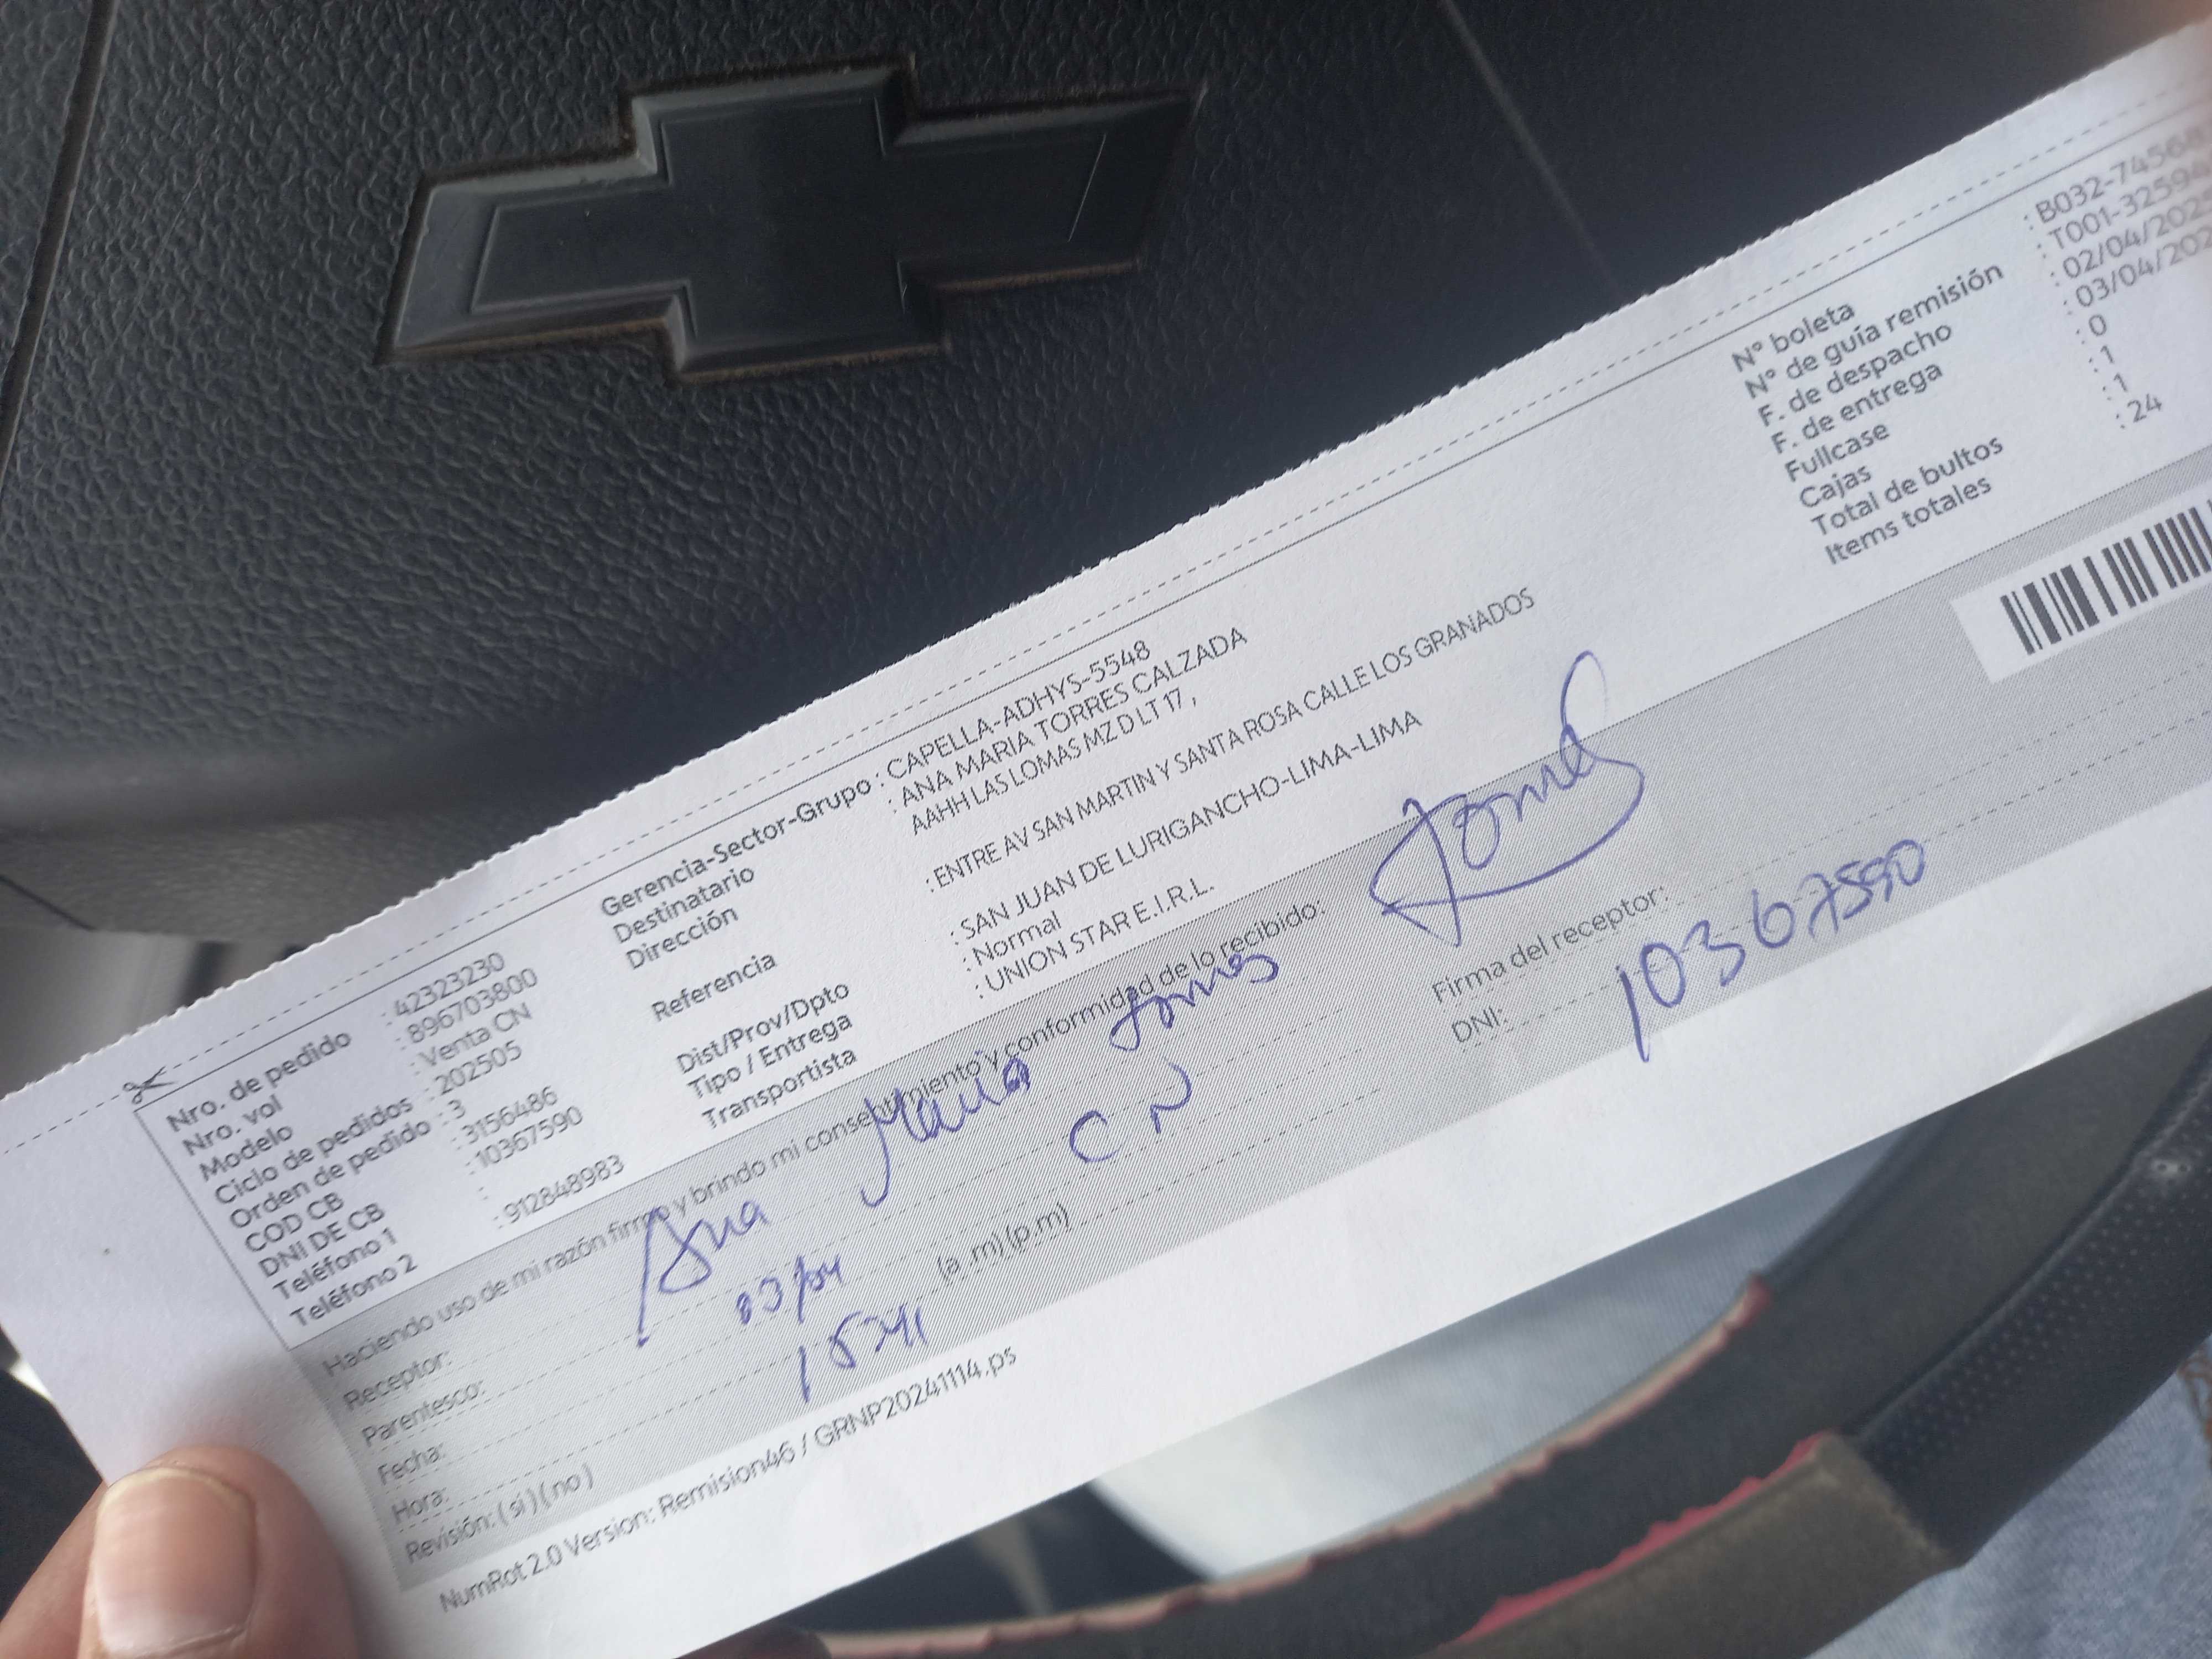 Nro. de pedido : 42323230
Nro. vol : 896703800
Modelo : Venta CN
Ciclo de pedidos : 202505
Orden de pedido : 3
COD CB : 3156486
DNI DE CB : 10367590
Teléfono 1 :
Teléfono 2 : 912848983
Gerencia-Sector-Grupo : CAPELLA-ADHYS-5548
Destinatario : ANA MARIA TORRES CALZADA
Dirección AAHH LAS LOMAS MZ D LT 17 ,
Referencia : ENTRE AV SAN MARTIN Y SANTA ROSA CALLE LOS GRANADOS
Dist/Prov/Dpto : SAN JUAN DE LURIGANCHO-LIMA-LIMA
Tipo / Entrega : Normal
Transportista : UNION STAR E.I.R.L.
N° boleta : B032-74568
N° de guía remisión : T001-32594
F. de despacho : 02/04/202
F. de entrega : 03/04/202
Fullcase : 0
Cajas : 1
Total de bultos : 1
Items totales : 24
Haciendo uso de mi razón firmo y brindo mi consentimiento y conformidad de lo recibido.
Receptor: Ana Maria Torres
Parentesco: C N
Fecha: 03/04
Hora: (a .m) (p.m)
Revisión: ( si ) ( no )
Torres
Firma del receptor:
DNI: 10367590
NumRot 2.0 Version: Remision46 / GRNP20241114.ps